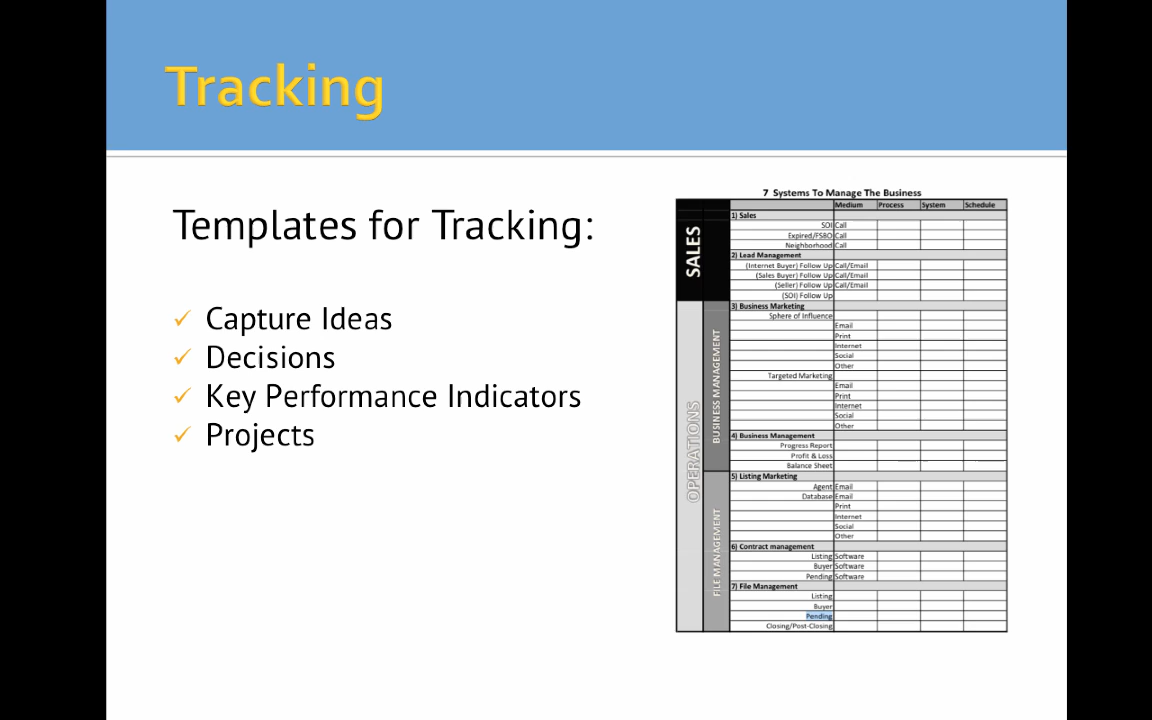 Tracking
Templates for Tracking:
✓ Capture Ideas
✓ Decisions
✓ Key Performance Indicators
✓ Projects
7 Systems To Manage The Business
Medium Process System Schedule
SALES
1) Sales
SOI Call
Expired/FSBO Call
Neighborhood Call
2) Lead Management
(Internet Buyer) Follow Up Call/Email
(Sales Buyer) Follow Up Call/Email
(Seller) Follow Up Call/Email
(SOI) Follow Up
OPERATIONS
BUSINESS MANAGEMENT
3) Business Marketing
Sphere of Influence
Email
Print
Internet
Social
Other
Targeted Marketing
Email
Print
Internet
Social
Other
4) Business Management
Progress Report
Profit & Loss
Balance Sheet
FILE MANAGEMENT
5) Listing Marketing
Agent Email
Database Email
Print
Internet
Social
Other
6) Contract management
Listing Software
Buyer Software
Pending Software
7) File Management
Listing
Buyer
Pending
Closing/Post-Closing